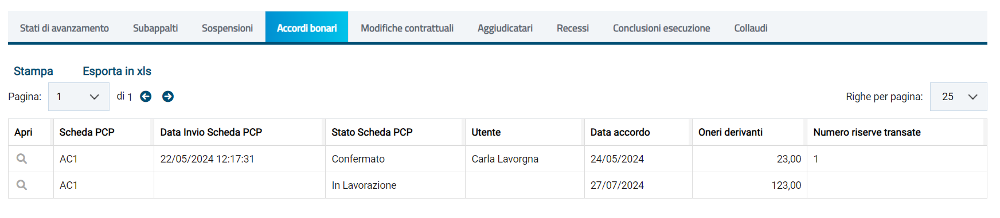 Stati di avanzamento Subappalti Sospensioni Accordi bonari Modifiche contrattuali Aggiudicatari Recessi Conclusioni esecuzione Collaudi
Stampa Esporta in xls
Pagina: 1 di 1 Righe per pagina: 25
Apri Scheda PCP Data Invio Scheda PCP Stato Scheda PCP Utente Data accordo Oneri derivanti Numero riserve transate
AC1 22/05/2024 12:17:31 Confermato Carla Lavorgna 24/05/2024 23,00 1
AC1 In Lavorazione 27/07/2024 123,00